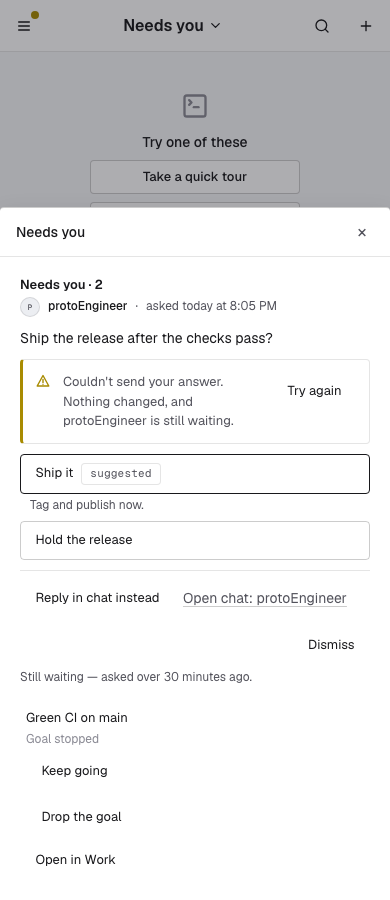 Needs you
Try one of these
Take a quick tour
Needs you
Needs you · 2
P protoEngineer · asked today at 8:05 PM
Ship the release after the checks pass?
Couldn't send your answer.
Nothing changed, and
protoEngineer is still waiting.
Try again
Ship it suggested
Tag and publish now.
Hold the release
Reply in chat instead Open chat: protoEngineer
Dismiss
Still waiting — asked over 30 minutes ago.
Green CI on main
Goal stopped
Keep going
Drop the goal
Open in Work